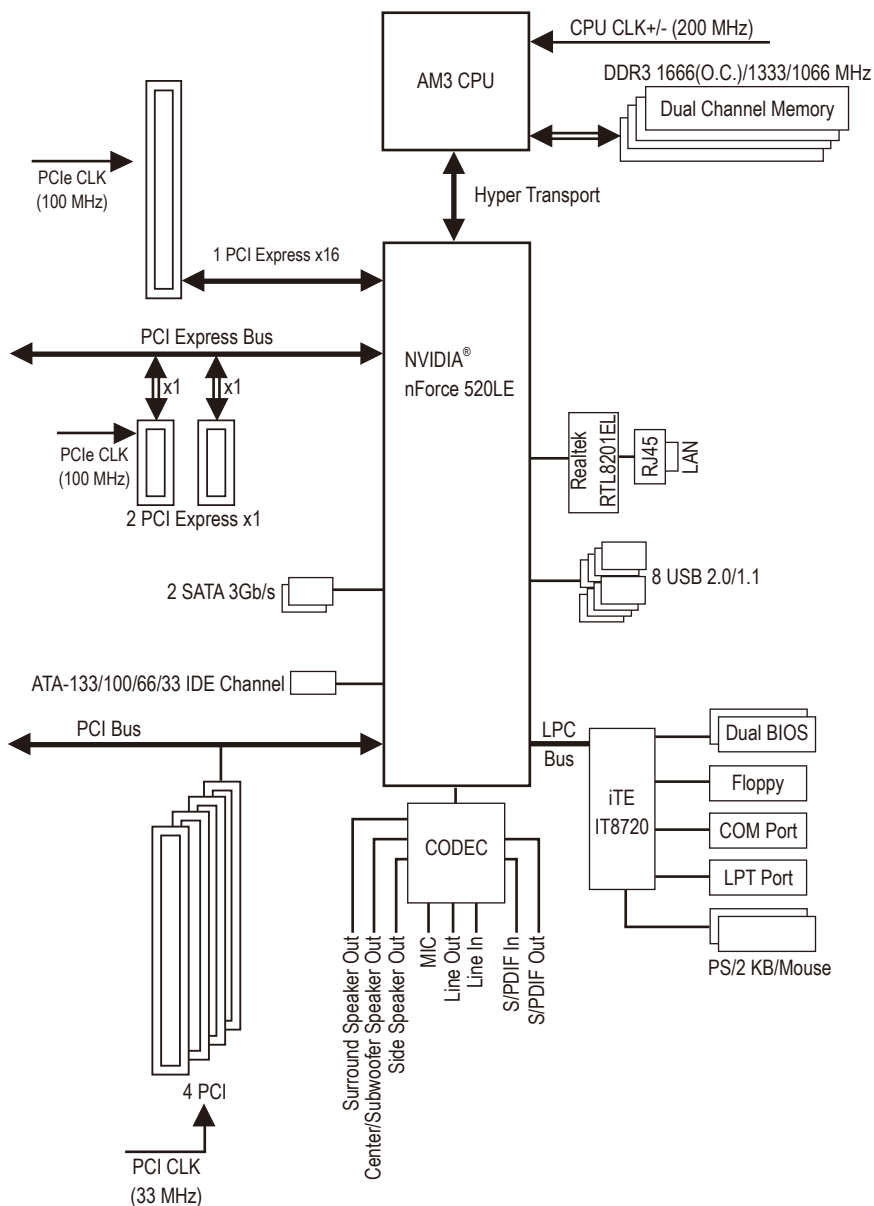 CPU CLK+/- (200 MHz)
AM3 CPU
DDR3 1666(O.C.)/1333/1066 MHz
Dual Channel Memory
PCIe CLK
(100 MHz)
Hyper Transport
1 PCI Express x16
PCI Express Bus
x1
x1
NVIDIA®
nForce 520LE
PCIe CLK
(100 MHz)
2 PCI Express x1
Realtek
RTL8201EL
RJ45
LAN
2 SATA 3Gb/s
8 USB 2.0/1.1
ATA-133/100/66/33 IDE Channel
PCI Bus
LPC
Bus
iTE
IT8720
Dual BIOS
Floppy
COM Port
LPT Port
PS/2 KB/Mouse
CODEC
Surround Speaker Out
Center/Subwoofer Speaker Out
Side Speaker Out
MIC
Line Out
Line In
S/PDIF In
S/PDIF Out
4 PCI
PCI CLK
(33 MHz)